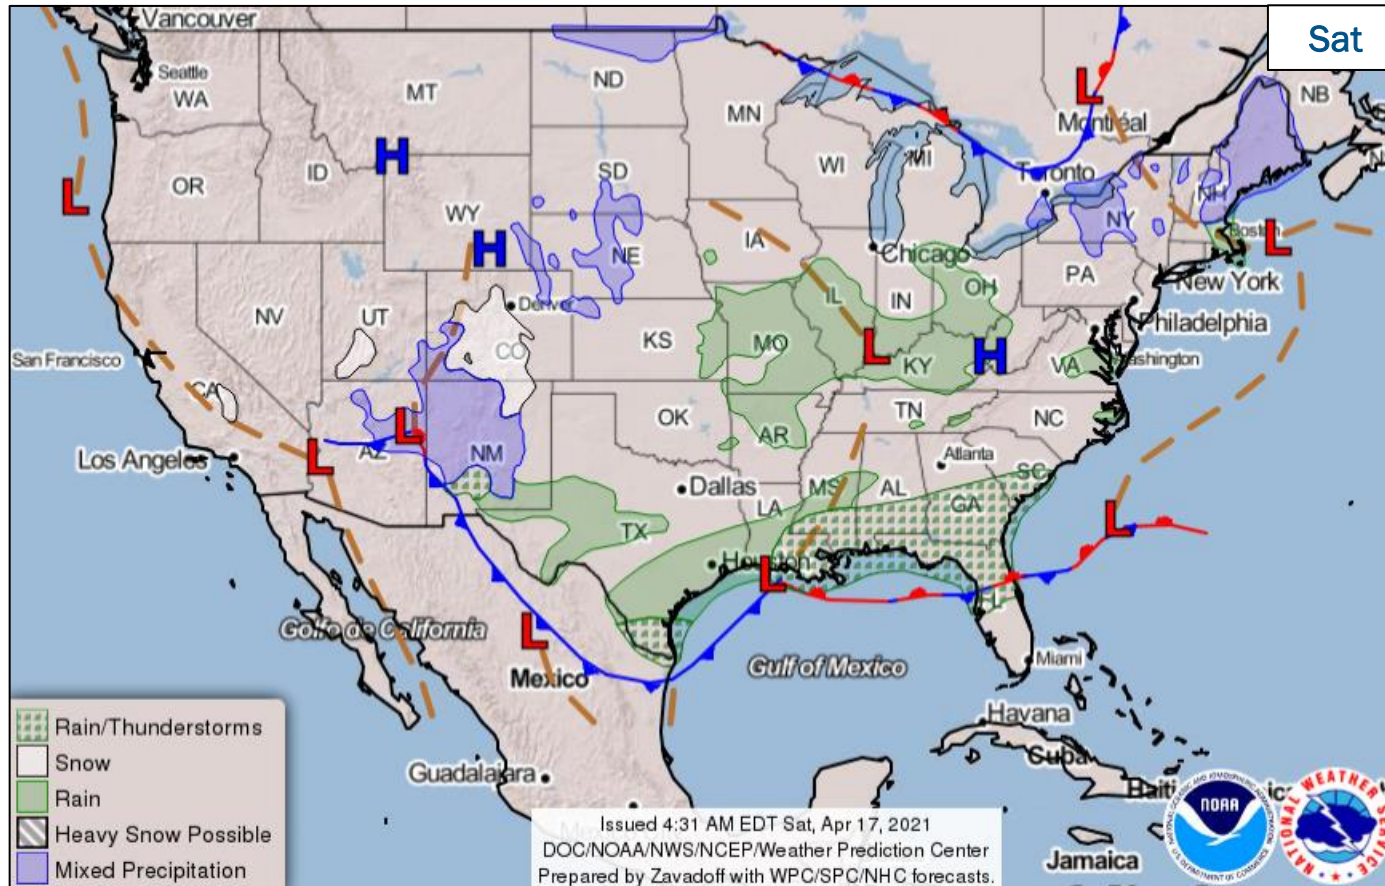 Vancouver
Sat
Seattle
WA
MT
ND
MN
NB
Montréal
OR
ID
SD
WI
MI
Toronto
WY
NH
NY
Boston
IA
NE
Chicago
PA
New York
NV
UT
Denver
IL
IN
OH
Philadelphia
San Francisco
CO
KS
MO
KY
VA
Washington
CA
OK
TN
NC
AR
Los Angeles
AZ
NM
Atlanta
Dallas
MS
AL
SC
LA
GA
TX
Houston
FL
Golfo de California
Gulf of Mexico
Miami
Mexico
Havana
Cuba
Guadalajara
Haiti
Jamaica
H
H
H
L
L
L
L
L
L
L
L
L
Rain/Thunderstorms
Snow
Rain
Heavy Snow Possible
Mixed Precipitation
Issued 4:31 AM EDT Sat, Apr 17, 2021
DOC/NOAA/NWS/NCEP/Weather Prediction Center
Prepared by Zavadoff with WPC/SPC/NHC forecasts.
NOAA
NATIONAL WEATHER SERVICE